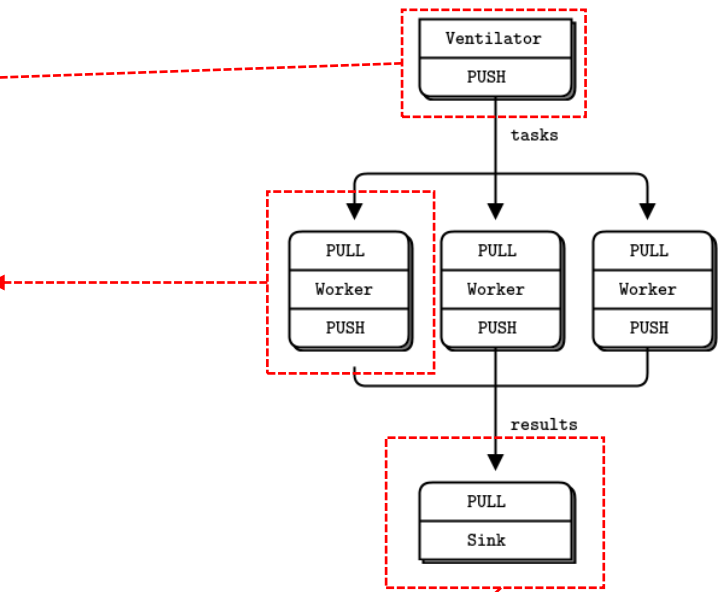 Ventilator
PUSH
tasks
PULL PULL PULL
Worker Worker Worker
PUSH PUSH PUSH
results
PULL
Sink